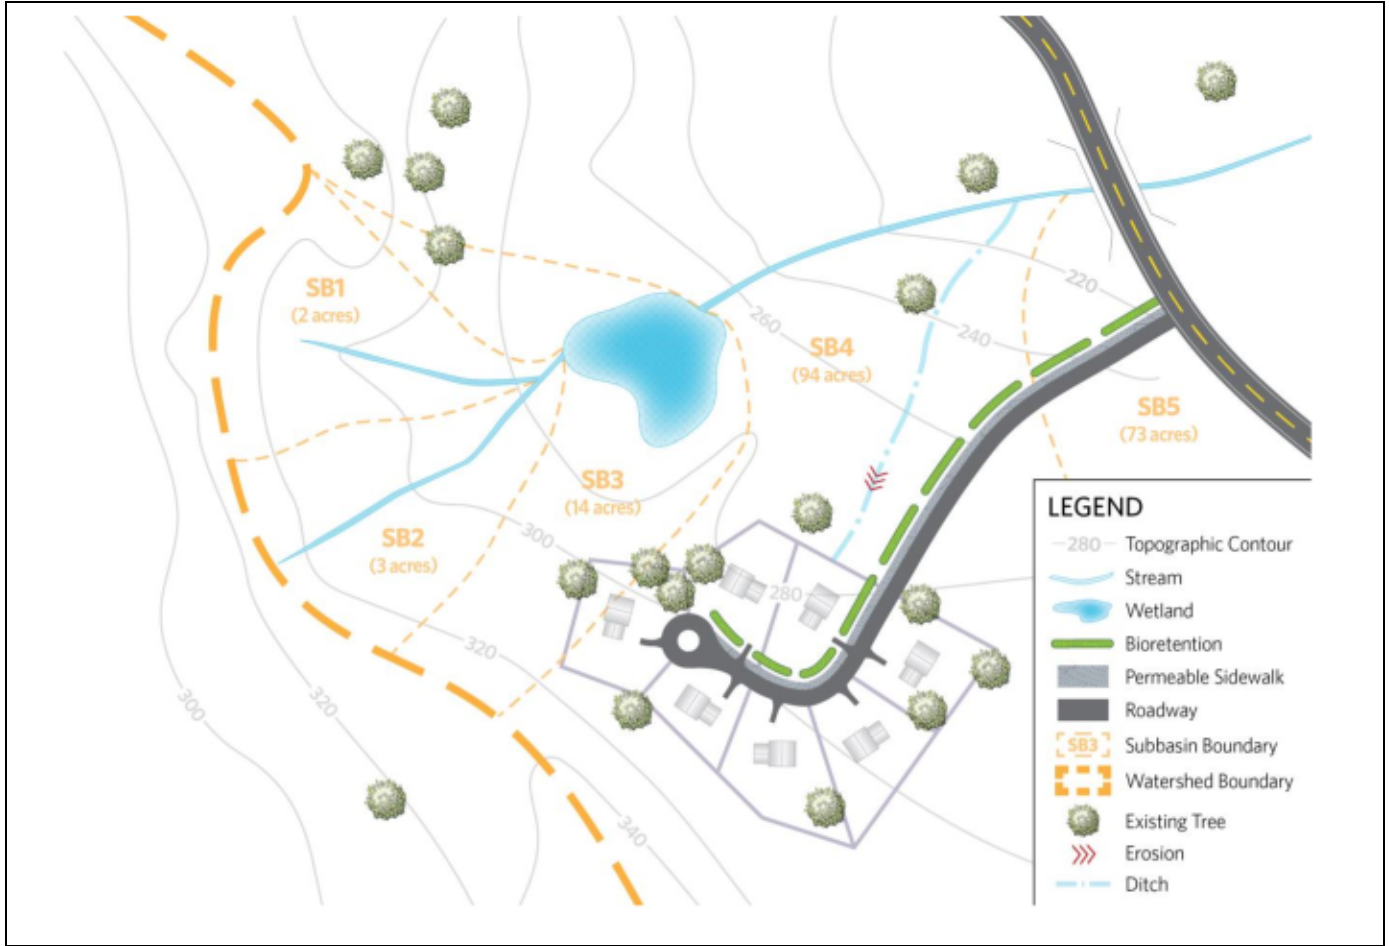 SB1
(2 acres)
220
260
240
SB4
(94 acres)
SB5
(73 acres)
SB3
(14 acres)
SB2
(3 acres)
300
280
320
300
320
340
LEGEND
280 Topographic Contour
Stream
Wetland
Bioretention
Permeable Sidewalk
Roadway
SB3 Subbasin Boundary
Watershed Boundary
Existing Tree
Erosion
Ditch